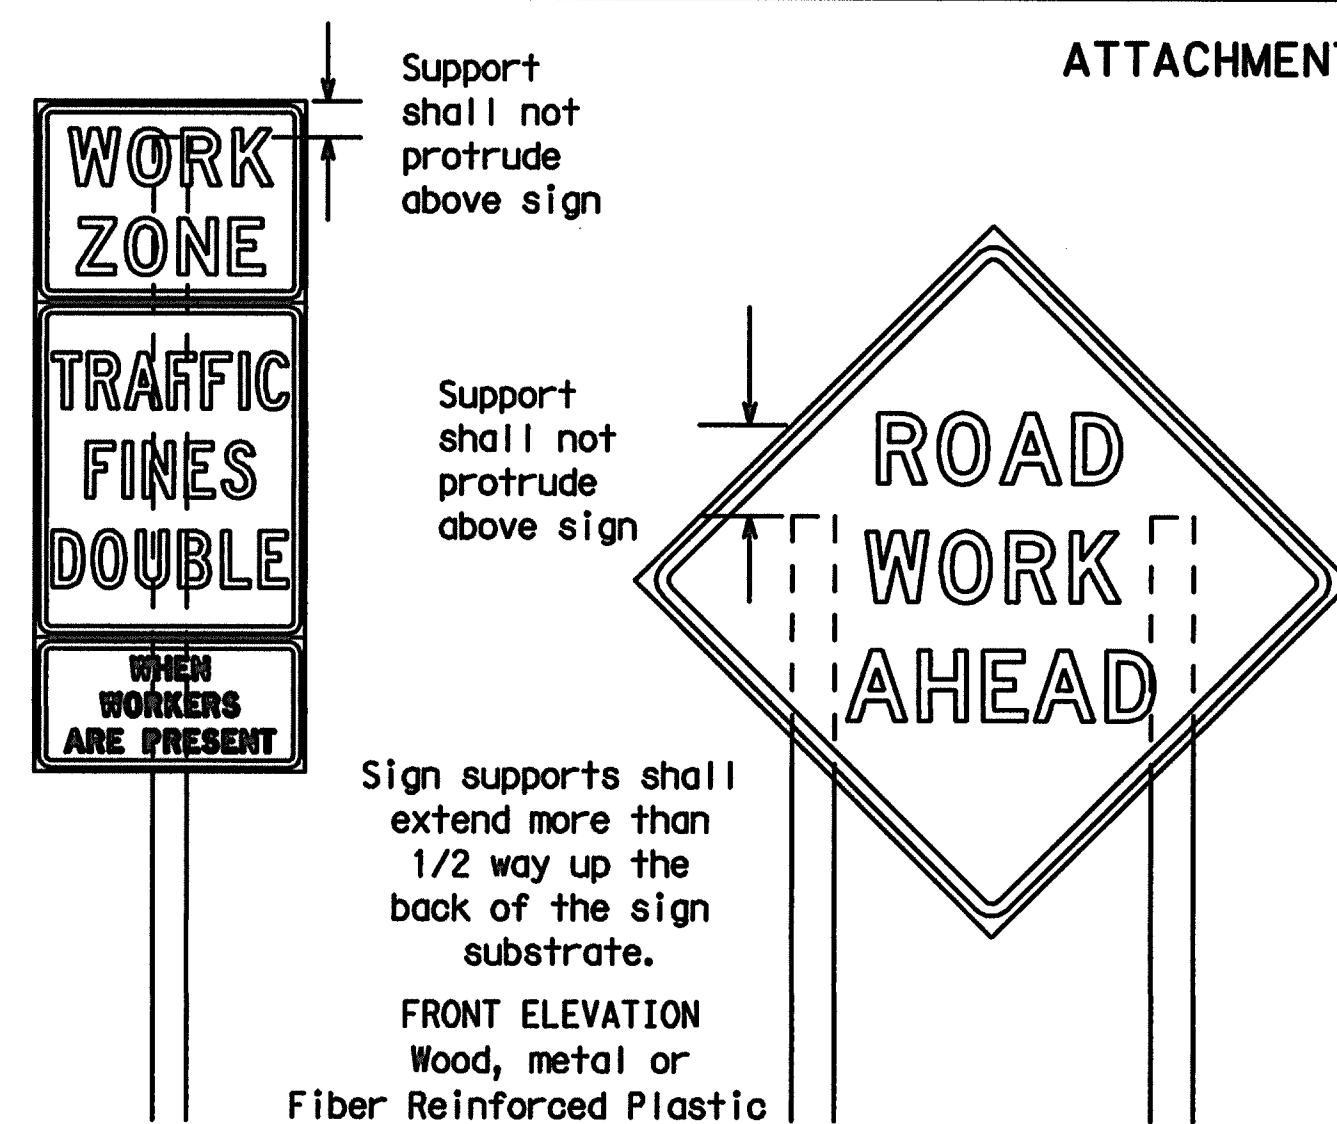 ATTACHMENT
Support
shall not
protrude
above sign
WORK
ZONE
TRAFFIC
FINES
DOUBLE
WHEN
WORKERS
ARE PRESENT
Support
shall not
protrude
above sign
ROAD
WORK
AHEAD
Sign supports shall
extend more than
1/2 way up the
back of the sign
substrate.
FRONT ELEVATION
Wood, metal or
Fiber Reinforced Plastic